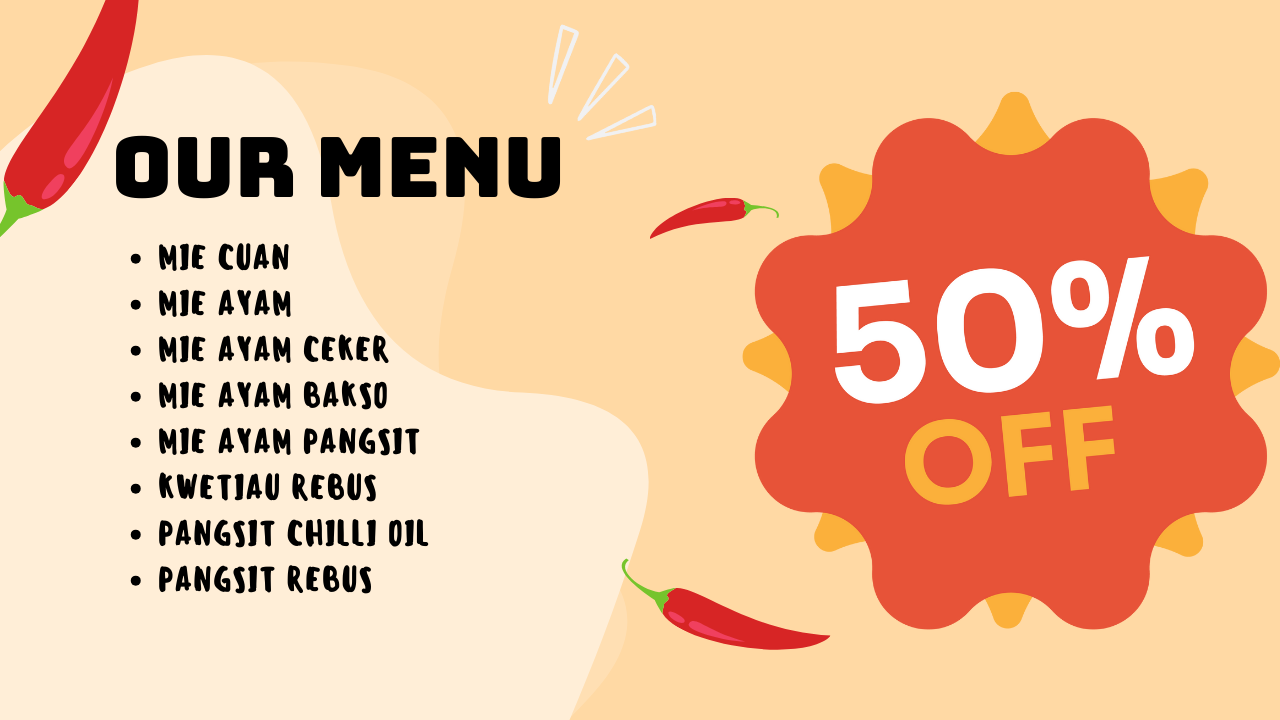 OUR MENU
• MIE CUAN
• MIE AYAM
• MIE AYAM CEKER
• MIE AYAM BAKSO
• MIE AYAM PANGSIT
• KWETIAU REBUS
• PANGSIT CHILLI OIL
• PANGSIT REBUS
50%
OFF